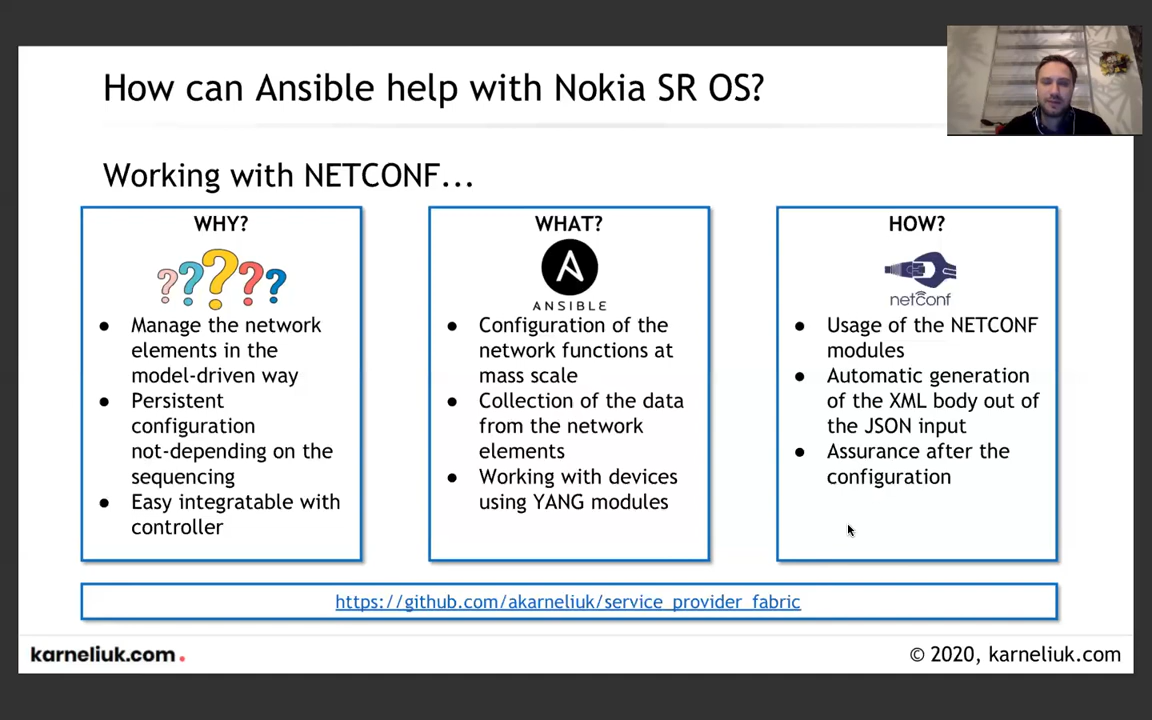 How can Ansible help with Nokia SR OS?
Working with NETCONF...
WHY?
● Manage the network
elements in the
model-driven way
● Persistent
configuration
not-depending on the
sequencing
● Easy integratable with
controller
WHAT?
ANSIBLE
● Configuration of the
network functions at
mass scale
● Collection of the data
from the network
elements
● Working with devices
using YANG modules
HOW?
netconf
● Usage of the NETCONF
modules
● Automatic generation
of the XML body out of
the JSON input
● Assurance after the
configuration
https://github.com/akarneliuk/service_provider_fabric
karneliuk.com.
© 2020, karneliuk.com